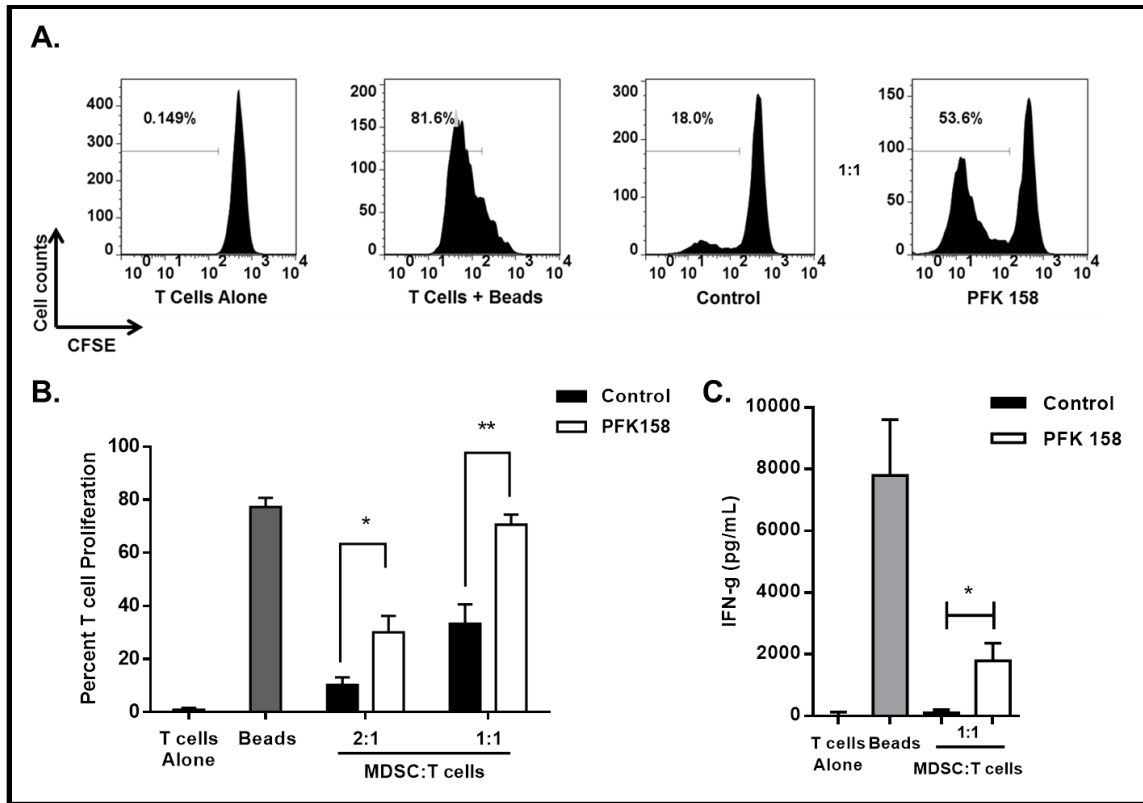 A.
400
300
200
100
0
0.149%
10^0 10^1 10^2 10^3 10^4
T Cells Alone
200
150
100
50
0
81.6%
10^0 10^1 10^2 10^3 10^4
T Cells + Beads
300
200
100
0
18.0%
10^0 10^1 10^2 10^3 10^4
Control
1:1
150
100
50
0
53.6%
10^0 10^1 10^2 10^3 10^4
PFK 158
Cell counts
CFSE
B.
Control
PFK158
Percent T cell Proliferation
100
80
60
40
20
0
*
**
T cells
Alone
Beads
2:1
1:1
MDSC:T cells
C.
Control
PFK 158
IFN-g (pg/mL)
10000
8000
6000
4000
2000
0
*
T cells
Alone
Beads
1:1
MDSC:T cells